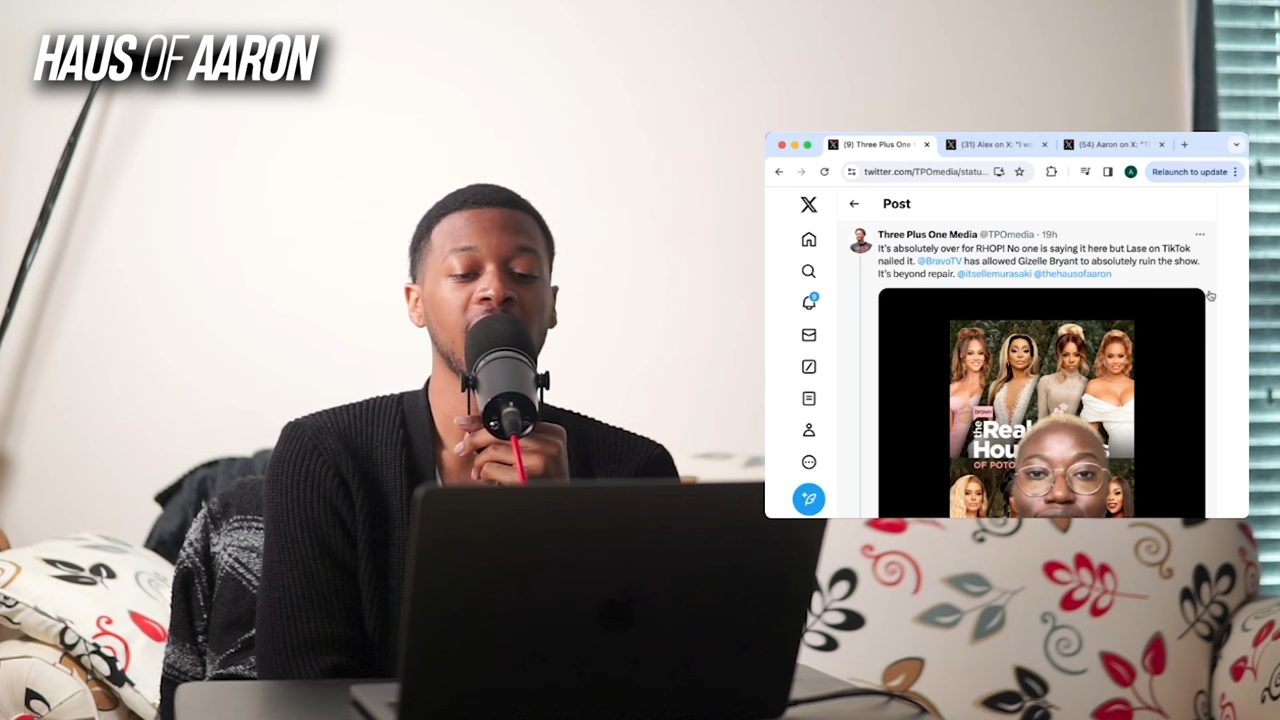 HAUS OF AARON
(9) Three Plus One
(31) Alex on X: "I wo
(54) Aaron on X: "T
twitter.com/TPOmedia/statu...
Relaunch to update
Post
Three Plus One Media @TPOmedia · 19h
It's absolutely over for RHOP! No one is saying it here but Lase on TikTok
nailed it. @BravoTV has allowed Gizelle Bryant to absolutely ruin the show.
It's beyond repair. @itsellemurasaki @thehausofaaron
bravo
the Real
Hou s
OF POTO